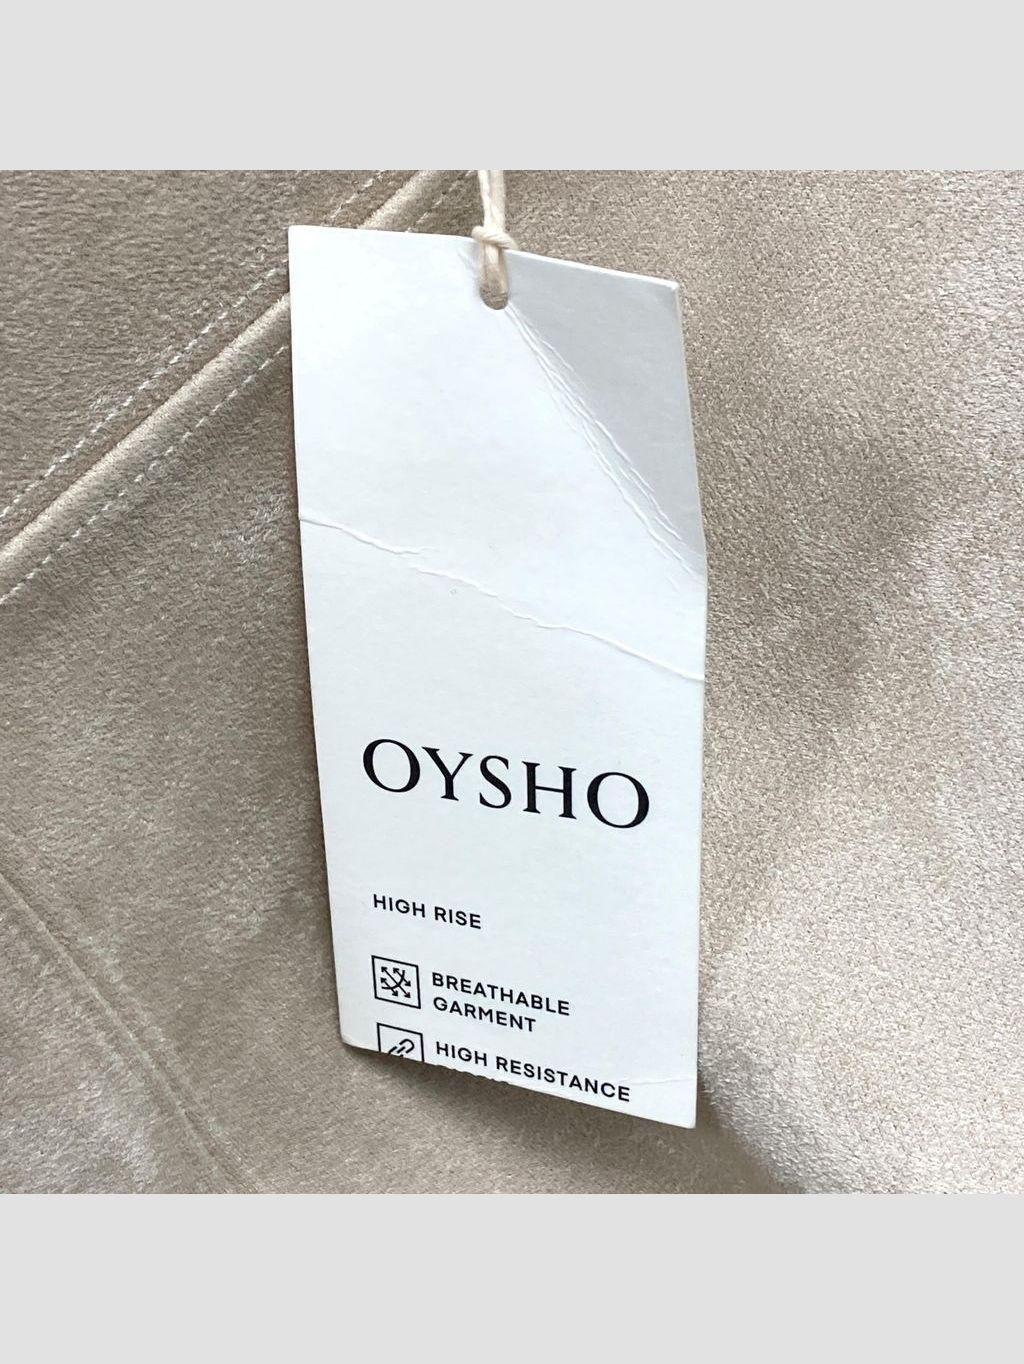 OYSHO
HIGH RISE
BREATHABLE
GARMENT
HIGH RESISTANCE